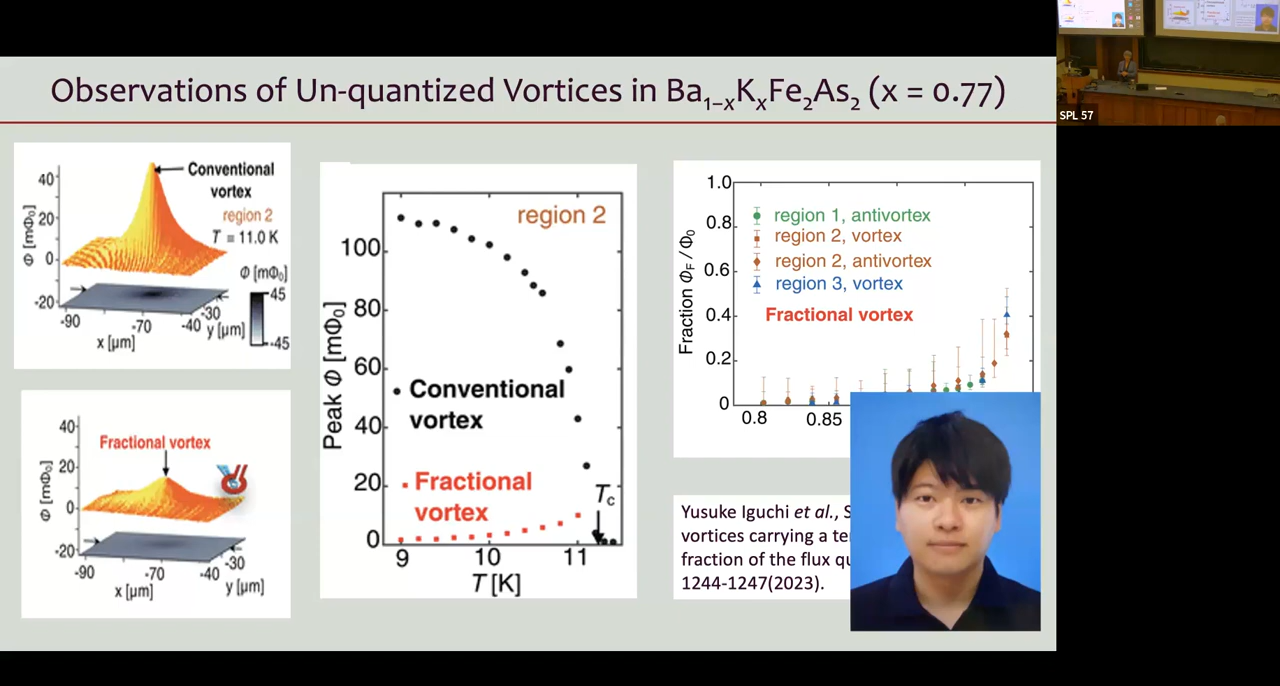 Observations of Un-quantized Vortices in Ba1−xKxFe2As2 (x = 0.77)
SPL 57
40
20
0
-20
Φ [mΦ0]
Conventional
vortex
region 2
T = 11.0 K
Φ [mΦ0]
45
-45
-90
-70
-40
-30
x [μm]
y [μm]
40
20
0
-20
Φ [mΦ0]
Fractional vortex
-90
-70
-40
-30
x [μm]
y [μm]
region 2
100
80
60
40
20
0
Peak Φ [mΦ0]
Conventional
vortex
Fractional
vortex
Tc
9
10
11
T [K]
1.0
0.8
0.6
0.4
0.2
0
Fraction ΦF / Φ0
region 1, antivortex
region 2, vortex
region 2, antivortex
region 3, vortex
Fractional vortex
0.8
0.85
Yusuke Iguchi et al., S
vortices carrying a te
fraction of the flux qu
1244-1247(2023).